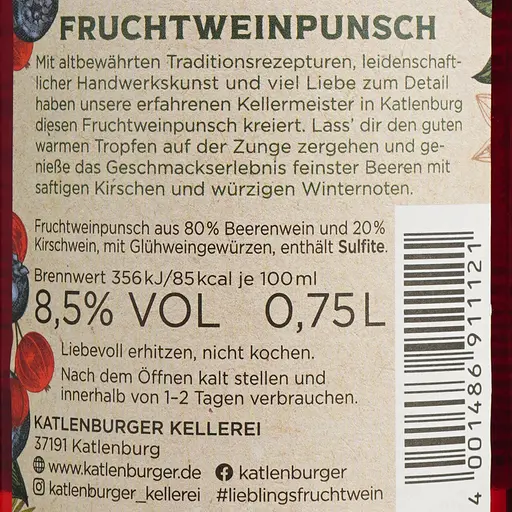 FRUCHTWEINPUNSCH
Mit altbewährten Traditionsrezepturen, leidenschaft-
licher Handwerkskunst und viel Liebe zum Detail
haben unsere erfahrenen Kellermeister in Katlenburg
diesen Fruchtweinpunsch kreiert. Lass’ dir den guten
warmen Tropfen auf der Zunge zergehen und ge-
nieße das Geschmackserlebnis feinster Beeren mit
saftigen Kirschen und würzigen Winternoten.
Fruchtweinpunsch aus 80% Beerenwein und 20%
Kirschwein, mit Glühweingewürzen, enthält Sulfite.
Brennwert 356 kJ/85 kcal je 100 ml
8,5% VOL 0,75 L
Liebevoll erhitzen, nicht kochen.
Nach dem Öffnen kalt stellen und
innerhalb von 1–2 Tagen verbrauchen.
KATLENBURGER KELLEREI
37191 Katlenburg
www.katlenburger.de katlenburger
katlenburger_kellerei #lieblingsfruchtwein
4 001486 911121